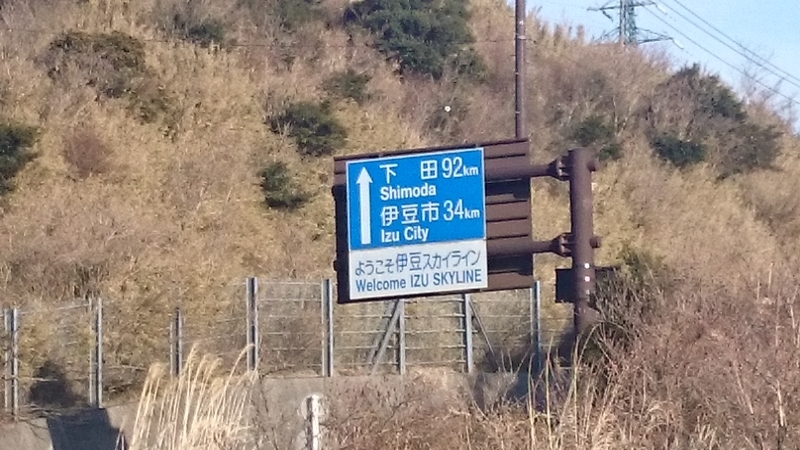 下 田 92km
Shimoda
伊豆市 34km
Izu City
ようこそ伊豆スカイライン
Welcome IZU SKYLINE